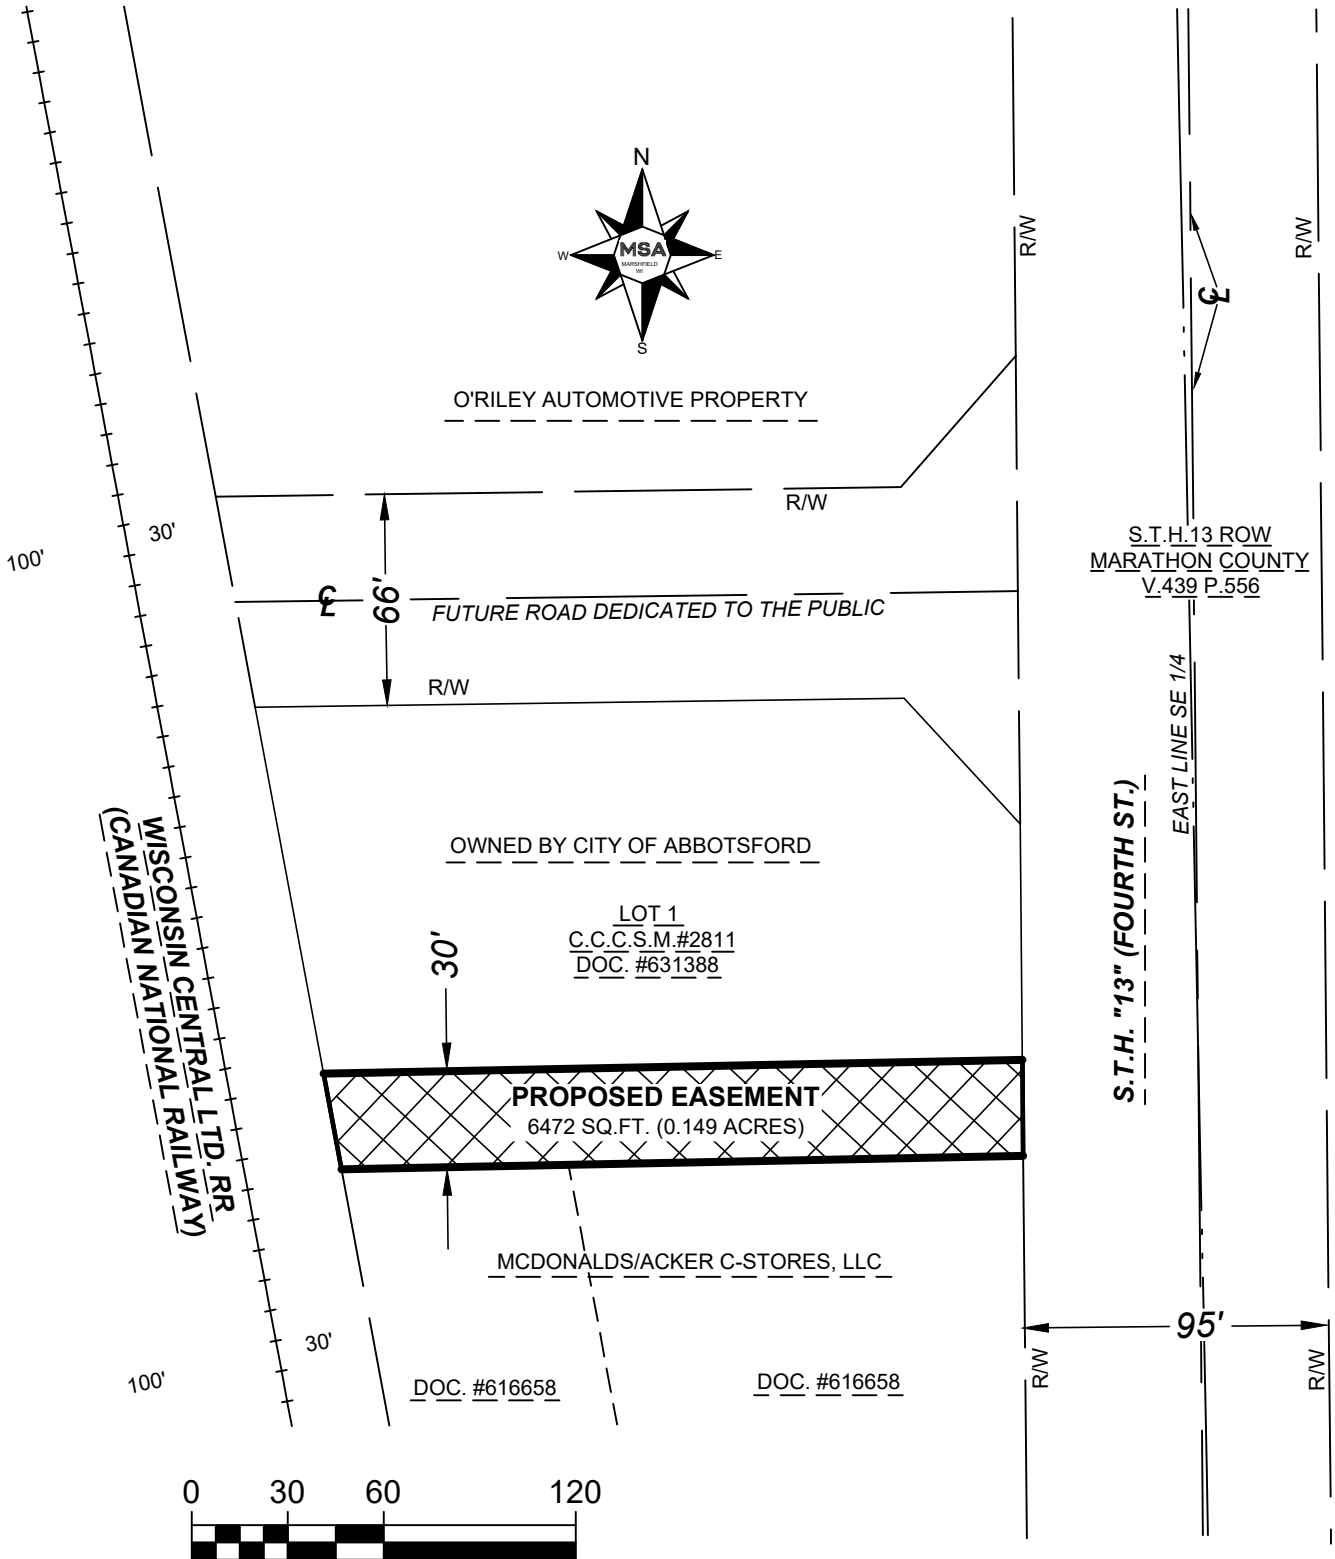 N
W
MSA
MARSHFIELD
WI
E
S
R/W
R/W
CL
O'RILEY AUTOMOTIVE PROPERTY
R/W
30'
100'
S.T.H.13 ROW
MARATHON COUNTY
V.439 P.556
CL
66'
FUTURE ROAD DEDICATED TO THE PUBLIC
R/W
EAST LINE SE 1/4
OWNED BY CITY OF ABBOTSFORD
LOT 1
C.C.C.S.M.#2811
DOC. #631388
30'
S.T.H. "13" (FOURTH ST.)
WISCONSIN CENTRAL LTD. RR
(CANADIAN NATIONAL RAILWAY)
PROPOSED EASEMENT
6472 SQ.FT. (0.149 ACRES)
MCDONALDS/ACKER C-STORES, LLC
95'
30'
100'
R/W
R/W
DOC. #616658
DOC. #616658
0 30 60 120